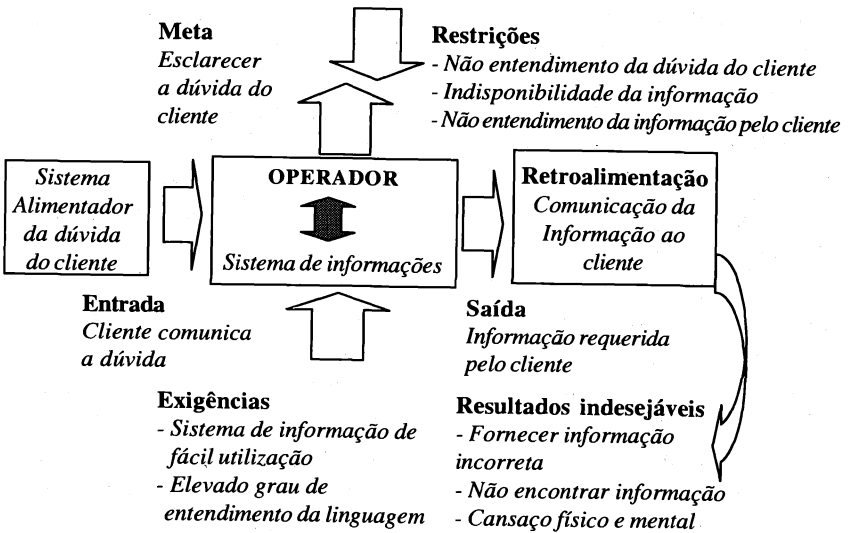 Meta
Esclarecer
a dúvida do
cliente
Restrições
- Não entendimento da dúvida do cliente
- Indisponibilidade da informação
- Não entendimento da informação pelo cliente
Sistema
Alimentador
da dúvida
do cliente
OPERADOR
Sistema de informações
Retroalimentação
Comunicação da
Informação ao
cliente
Entrada
Cliente comunica
a dúvida
Saída
Informação requerida
pelo cliente
Exigências
- Sistema de informação de
fácil utilização
- Elevado grau de
entendimento da linguagem
Resultados indesejáveis
- Fornecer informação
incorreta
- Não encontrar informação
- Cansaço físico e mental